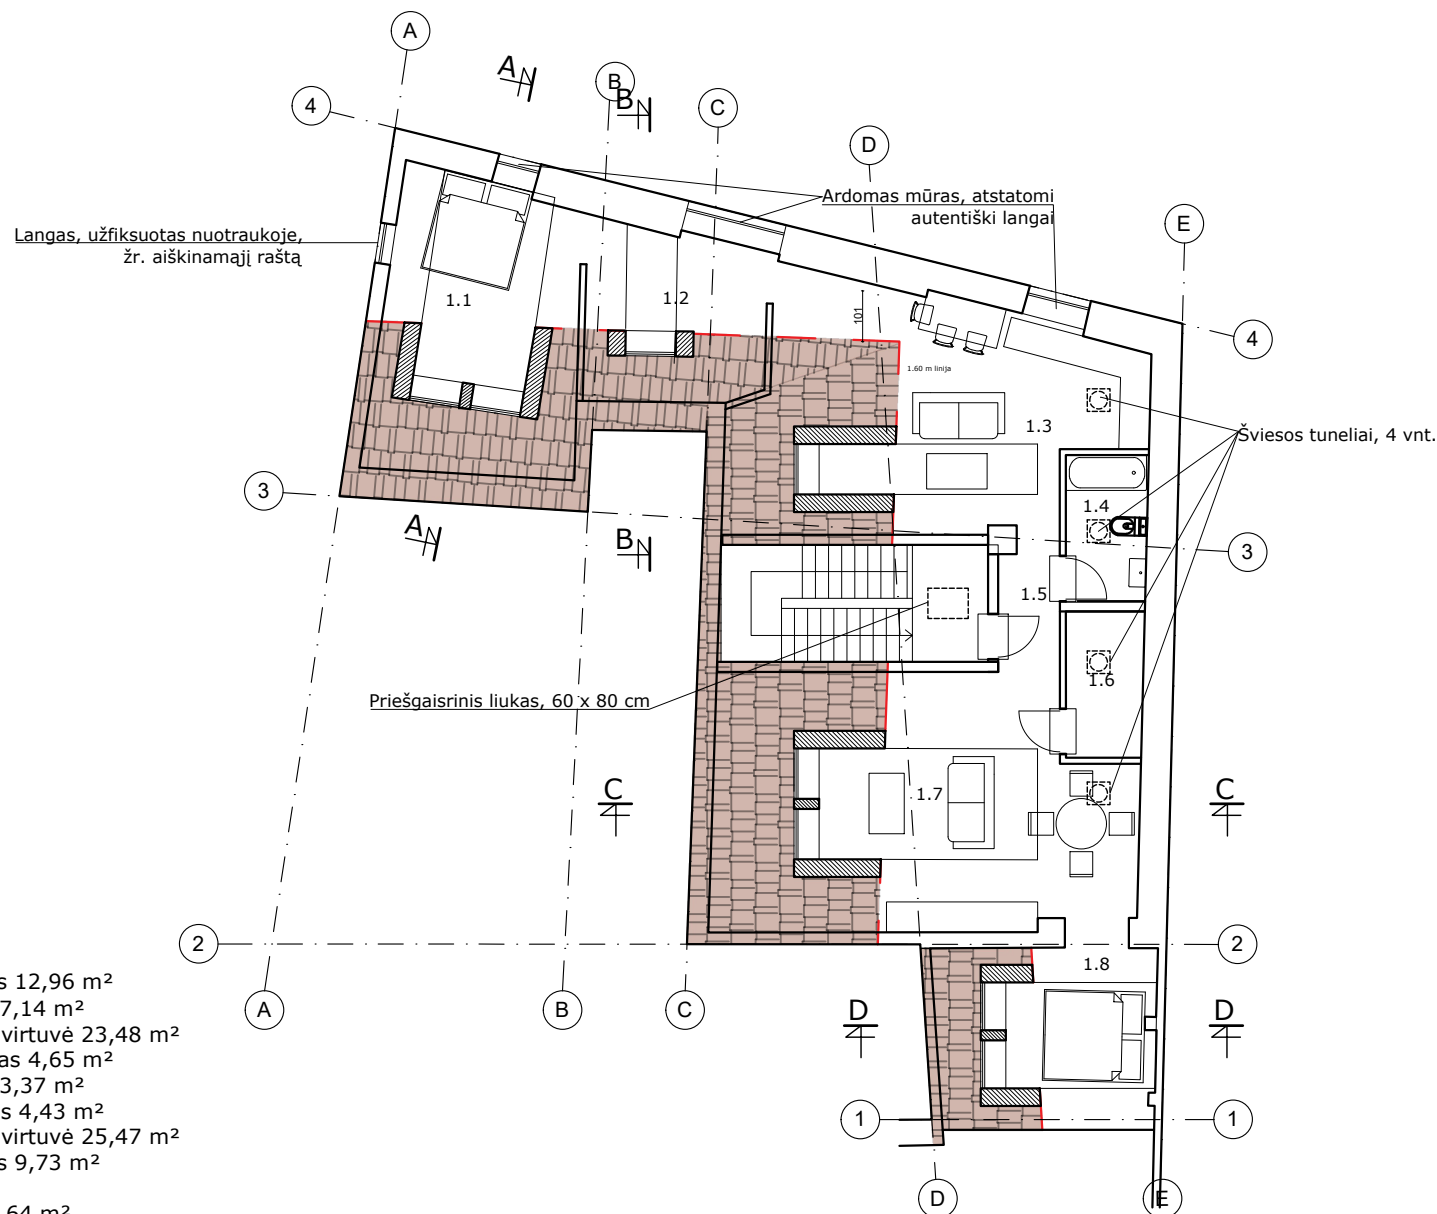 A
A
B
B
C
4
D
Ardomas mūras, atstatomi
autentiški langai
E
Langas, užfiksuotas nuotraukoje,
žr. aiškinamąjį raštą
1.1
1.2
101
4
1.60 m linija
1.3
Šviesos tuneliai, 4 vnt.
3
1.4
A
B
3
1.5
1.6
Priešgaisrinis liukas, 60 x 80 cm
C
1.7
C
2
2
1.8
A
B
C
D
D
s 12,96 m²
7,14 m²
virtuvė 23,48 m²
as 4,65 m²
3,37 m²
s 4,43 m²
virtuvė 25,47 m²
s 9,73 m²
64 m²
1
1
D
E